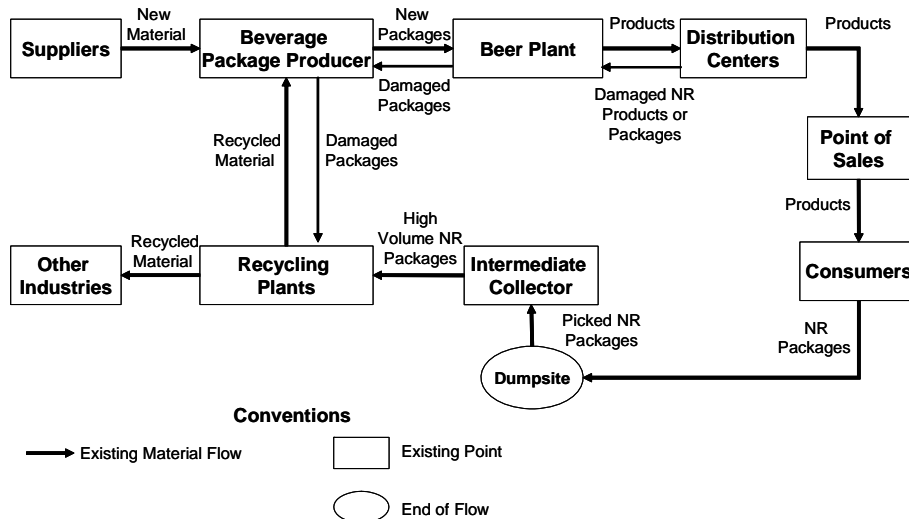 Suppliers
New
Material
Beverage
Package Producer
New
Packages
Damaged
Packages
Beer Plant
Products
Damaged NR
Products or
Packages
Distribution
Centers
Products
Point of
Sales
Products
Consumers
NR
Packages
Recycled
Material
Damaged
Packages
Other
Industries
Recycled
Material
Recycling
Plants
High
Volume NR
Packages
Intermediate
Collector
Picked NR
Packages
Dumpsite
Conventions
Existing Material Flow
Existing Point
End of Flow